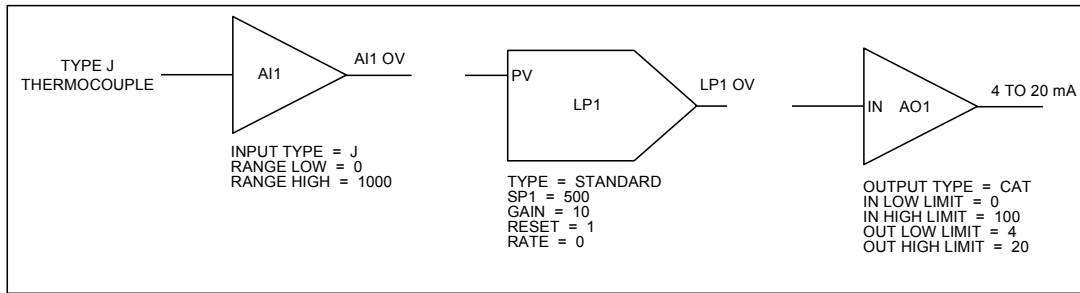 TYPE J
THERMOCOUPLE
AI1
AI1 OV
INPUT TYPE = J
RANGE LOW = 0
RANGE HIGH = 1000
PV
LP1
LP1 OV
TYPE = STANDARD
SP1 = 500
GAIN = 10
RESET = 1
RATE = 0
IN AO1
4 TO 20 mA
OUTPUT TYPE = CAT
IN LOW LIMIT = 0
IN HIGH LIMIT = 100
OUT LOW LIMIT = 4
OUT HIGH LIMIT = 20